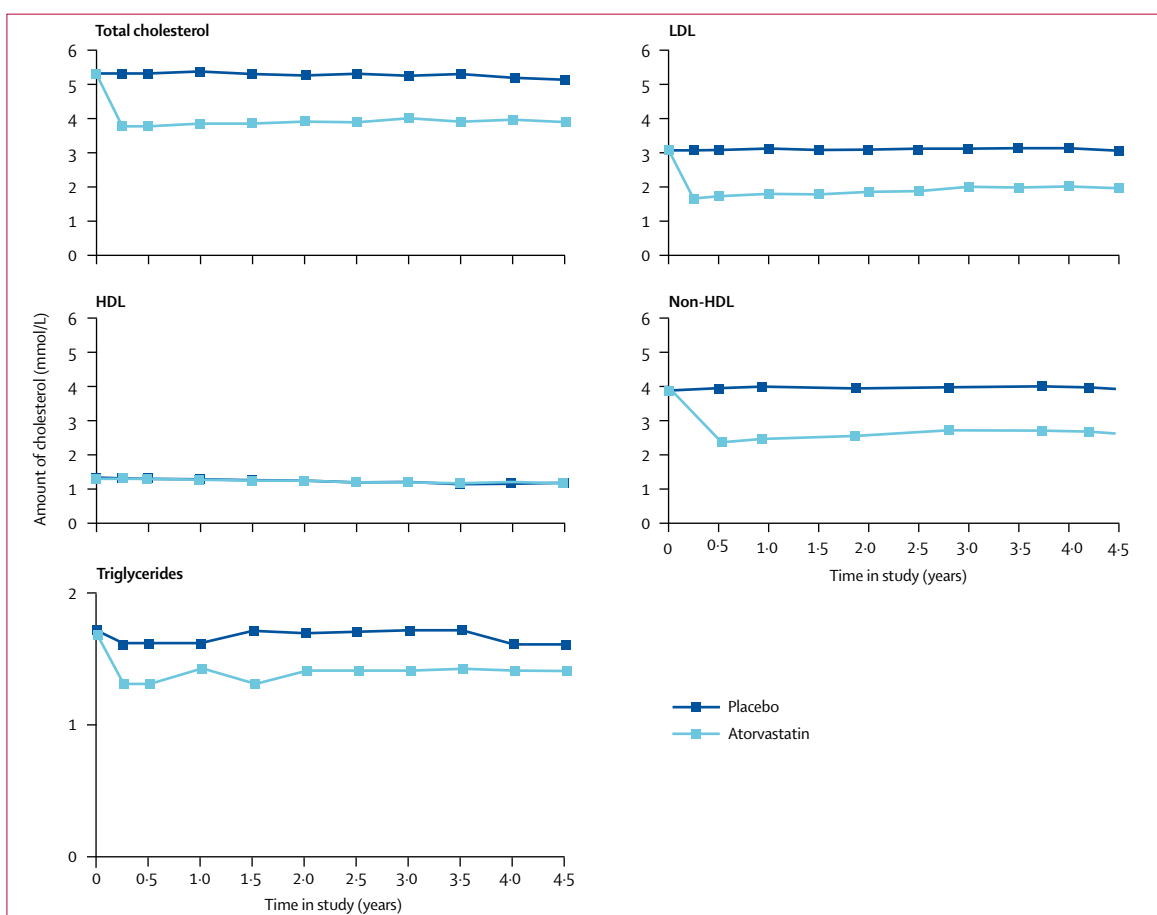 Total cholesterol
6
5
4
3
2
1
0
LDL
6
5
4
3
2
1
0
Amount of cholesterol (mmol/L)
HDL
6
5
4
3
2
1
0
Non-HDL
6
5
4
3
2
1
0
0 0·5 1·0 1·5 2·0 2·5 3·0 3·5 4·0 4·5
Time in study (years)
Triglycerides
2
1
0
0 0·5 1·0 1·5 2·0 2·5 3·0 3·5 4·0 4·5
Time in study (years)
Placebo
Atorvastatin